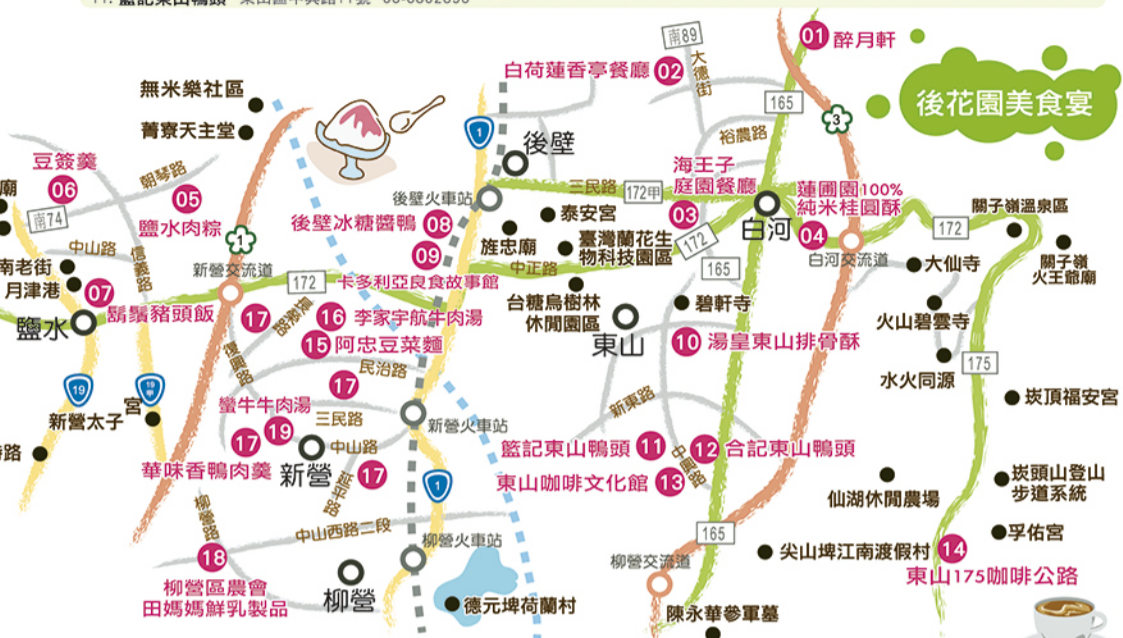 11. 籃記東山鴨頭
01 醉月軒
南89
白荷蓮香亭餐廳 02
大德街
後花園美食宴
無米樂社區
165
3
菁寮天主堂
1
後壁
裕農路
豆簽羹
06
朝琴路
05
海王子
庭園餐廳
03
三民路
172甲
蓮圃園100%
純米桂圓酥
04
廟
南74
後壁火車站
泰安宮
關子嶺溫泉區
鹽水肉粽
後壁冰糖醬鴨 08
旌忠廟
臺灣蘭花生
物科技園區
172
白河
172
1
中山路
信義路
09
白河交流道
關子嶺
火王爺廟
南老街
月津港
新營交流道
172
中正路
165
大仙寺
卡多利亞良食故事館
07
鬍鬚豬頭飯
17
16 李家宇航牛肉湯
台糖烏樹林
休閒園區
碧軒寺
鹽水
東山
火山碧雲寺
15 阿忠豆菜麵
10 湯皇東山排骨酥
復興路
水火同源
175
民治路
17
19
19甲
新東路
崁頂福安宮
新營太子
宮
蠻牛牛肉湯
三民路
新營火車站
17
19
中山路
籃記東山鴨頭 11
12 合記東山鴨頭
路
華味香鴨肉羹
新營
17
東山咖啡文化館 13
中興路
崁頭山登山
步道系統
1
仙湖休閒農場
柳營路
中山西路二段
165
孚佑宮
柳營火車站
18
柳營交流道
尖山埤江南渡假村
14
柳營區農會
田媽媽鮮乳製品
柳營
東山175咖啡公路
德元埤荷蘭村
陳永華參軍墓